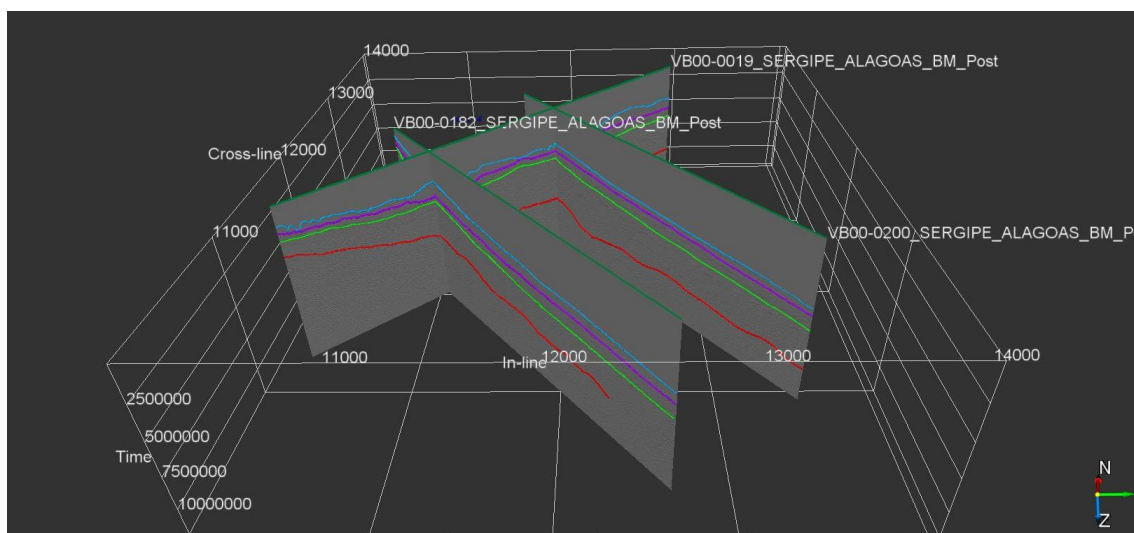 14000
VB00-0019_SERGIPE_ALAGOAS_BM_Post
13000
VB00-0182_SERGIPE_ALAGOAS_BM_Post
Cross-line
12000
11000
VB00-0200_SERGIPE_ALAGOAS_BM_P
11000
In-line
12000
13000
14000
2500000
5000000
Time
7500000
10000000
N
Z